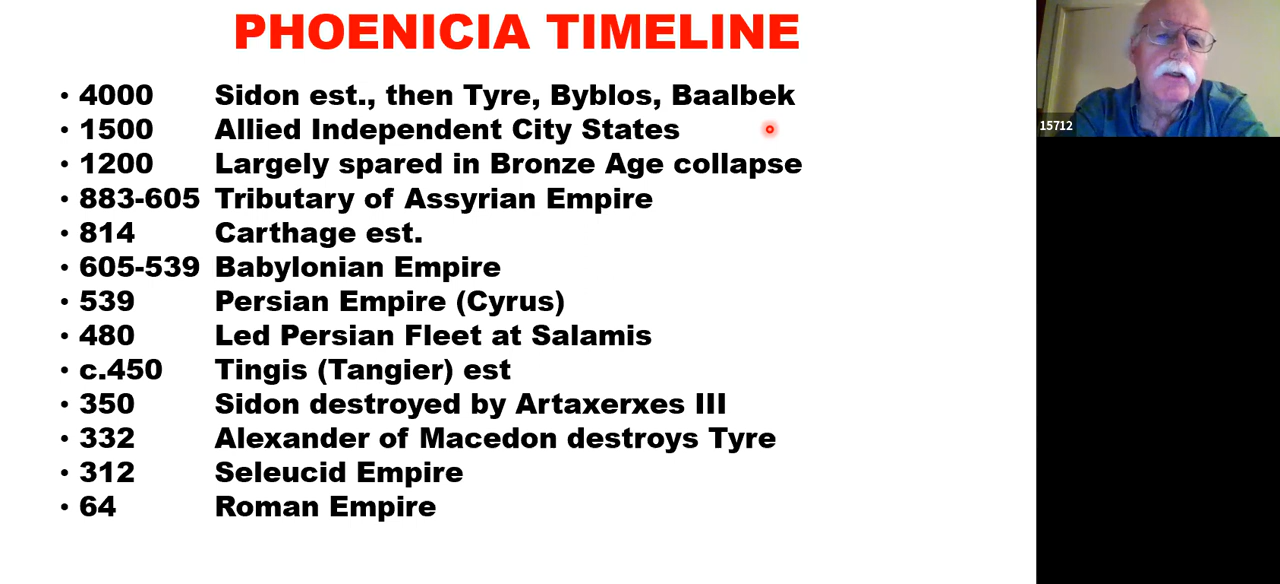 PHOENICIA TIMELINE
• 4000 Sidon est., then Tyre, Byblos, Baalbek
• 1500 Allied Independent City States
• 1200 Largely spared in Bronze Age collapse
• 883-605 Tributary of Assyrian Empire
• 814 Carthage est.
• 605-539 Babylonian Empire
• 539 Persian Empire (Cyrus)
• 480 Led Persian Fleet at Salamis
• c.450 Tingis (Tangier) est
• 350 Sidon destroyed by Artaxerxes III
• 332 Alexander of Macedon destroys Tyre
• 312 Seleucid Empire
• 64 Roman Empire
15712